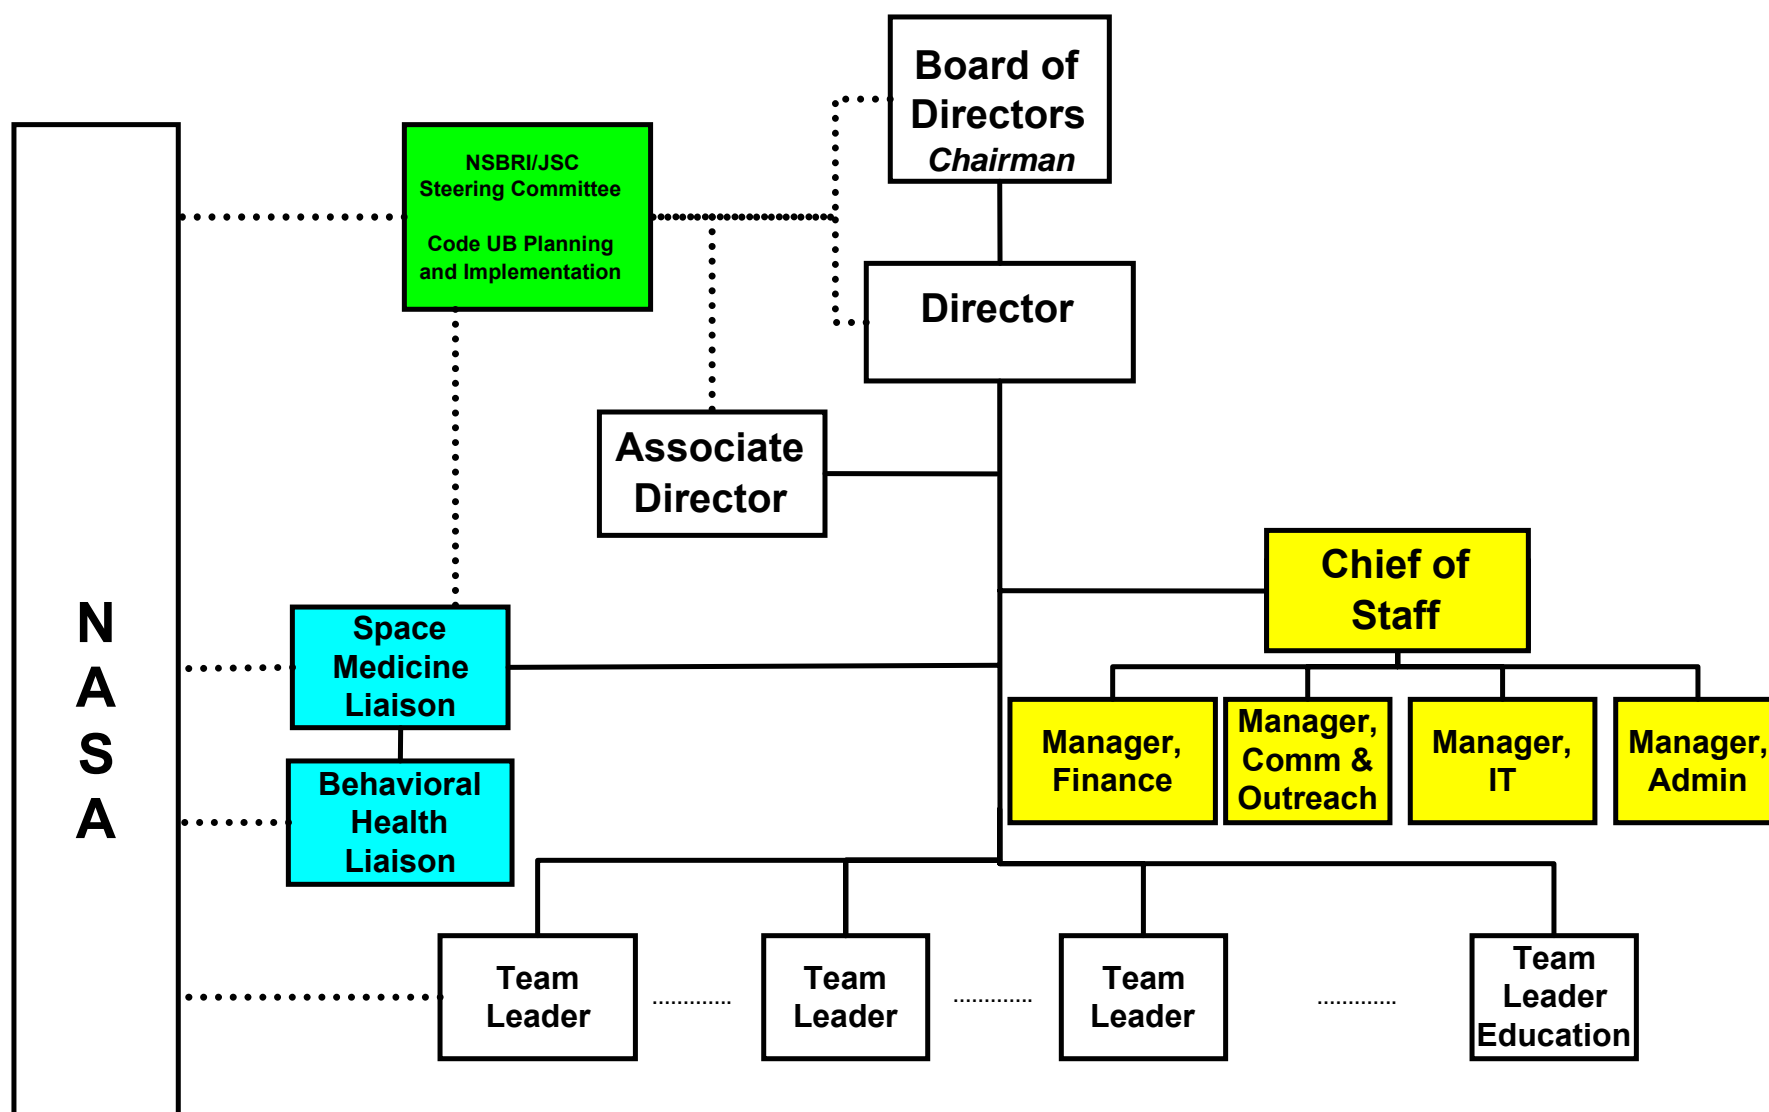 Board of
Directors
Chairman
NSBRI/JSC
Steering Committee
Code UB Planning
and Implementation
Director
Associate
Director
Chief of
Staff
N
A
S
A
Space
Medicine
Liaison
Manager,
Finance
Manager,
Comm &
Outreach
Manager,
IT
Manager,
Admin
Behavioral
Health
Liaison
Team
Leader
.............
Team
Leader
.............
Team
Leader
.............
Team
Leader
Education